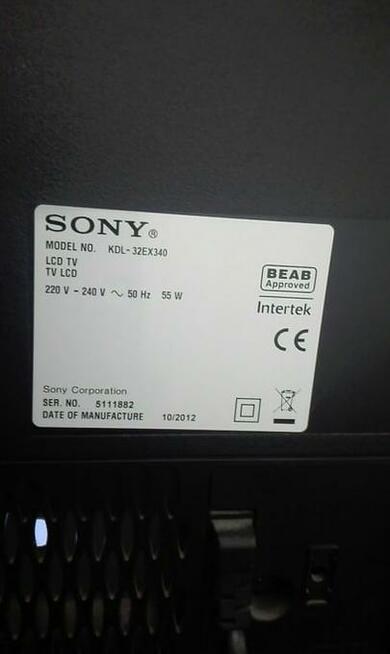 SONY®
MODEL NO. KDL-32EX340
LCD TV
TV LCD
220 V - 240 V ~ 50 Hz 55 W
BEAB
Approved
Intertek
CE
Sony Corporation
SER. NO. 5111882
DATE OF MANUFACTURE 10/2012